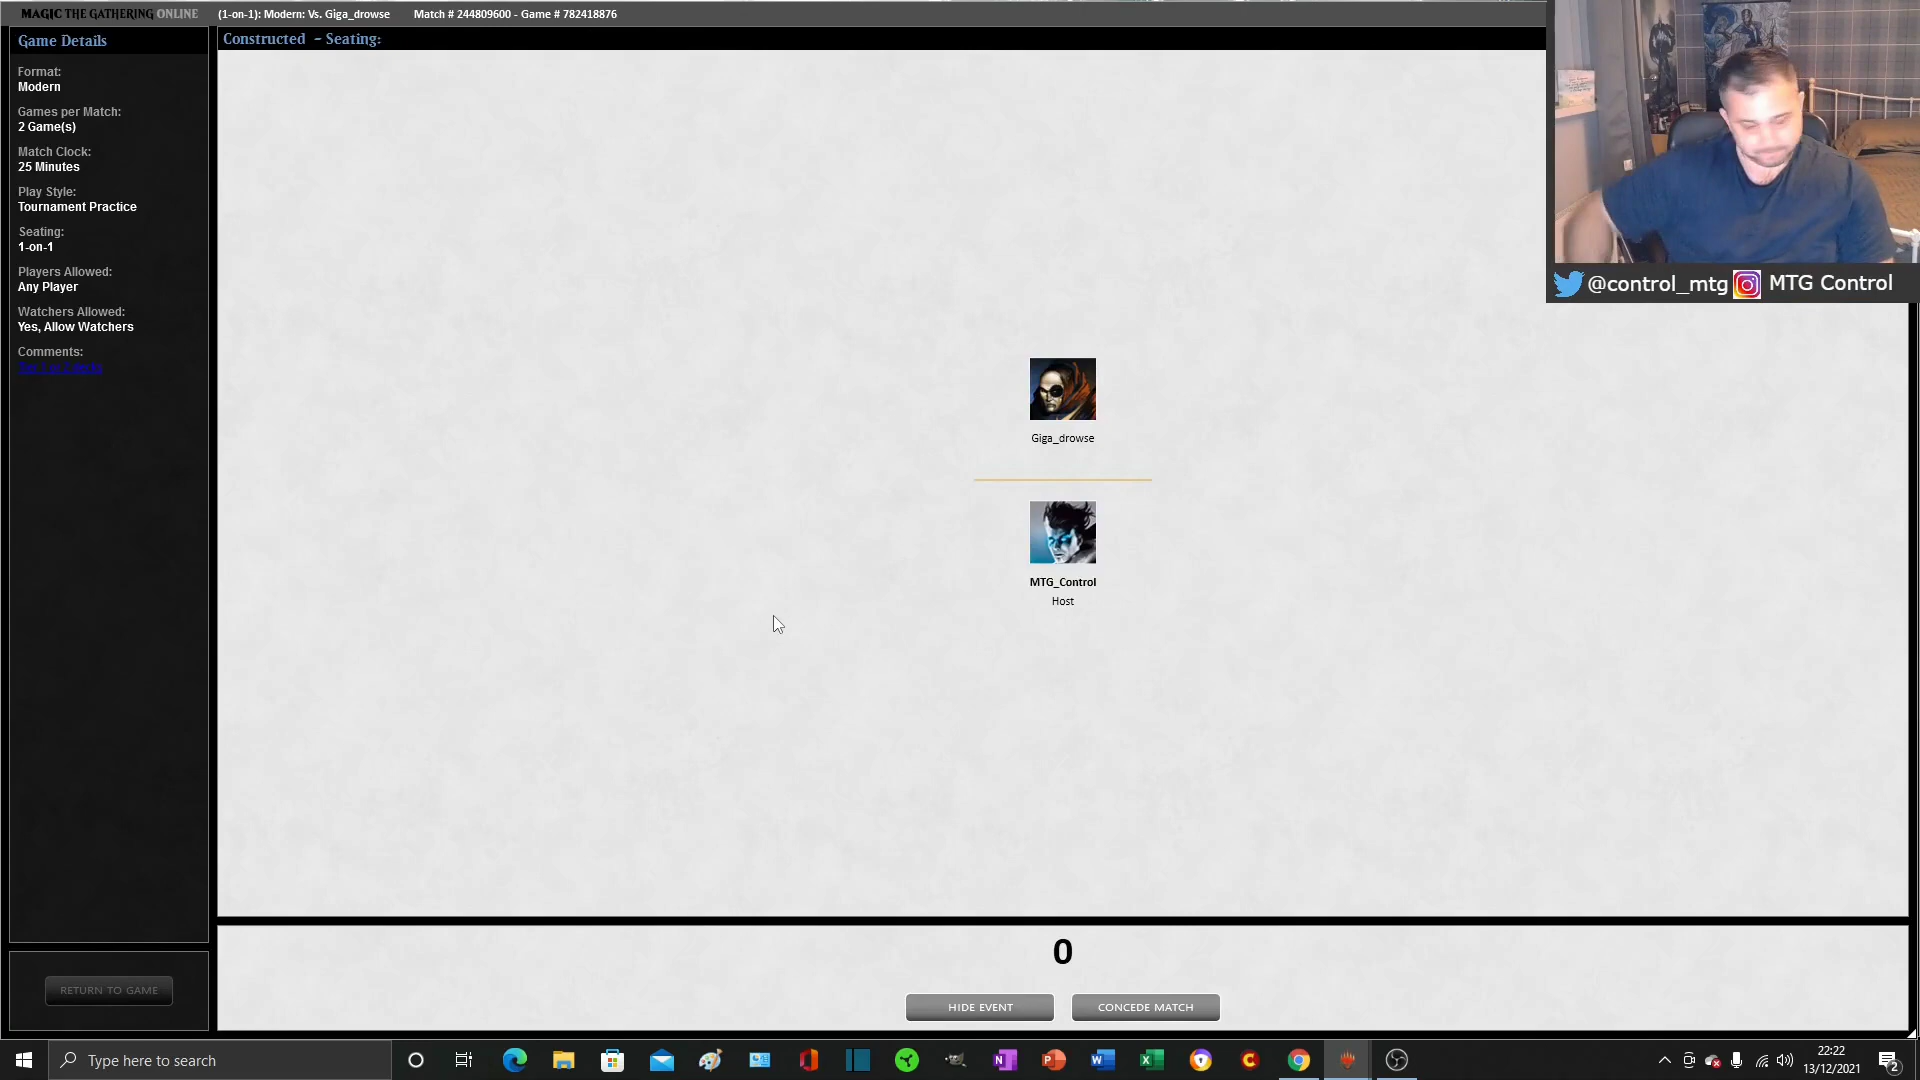 MAGIC THE GATHERING ONLINE
(1-on-1): Modern: Vs. Giga_drowse
Match # 244809600 - Game # 782418876
Game Details
Format:
Modern
Games per Match:
2 Game(s)
Match Clock:
25 Minutes
Play Style:
Tournament Practice
Seating:
1-on-1
Players Allowed:
Any Player
Watchers Allowed:
Yes, Allow Watchers
Comments:
RETURN TO GAME
Constructed - Seating:
Giga_drowse
MTG_Control
Host
0
HIDE EVENT
CONCEDE MATCH
@control_mtg
MTG Control
Type here to search
22:22
13/12/2021
2